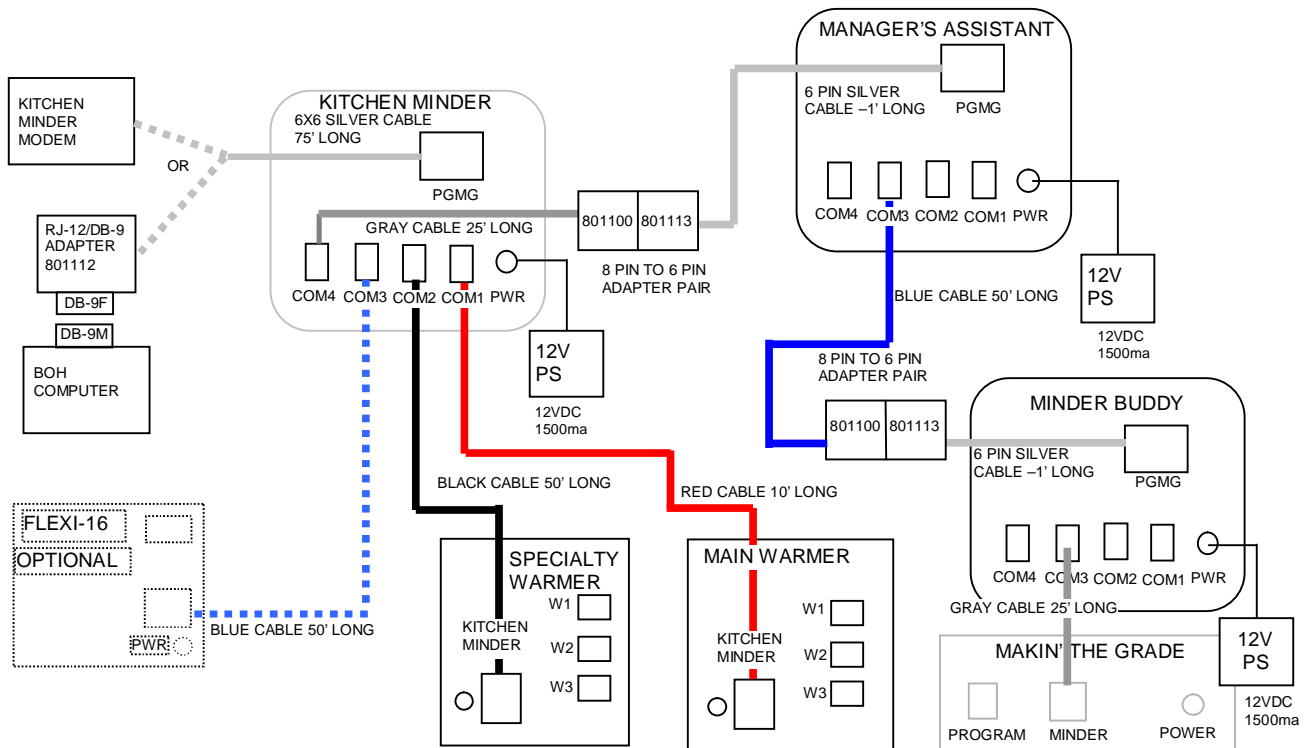 MANAGER'S ASSISTANT
6 PIN SILVER
CABLE –1' LONG
PGMG
COM4
COM3
COM2
COM1
PWR
12V
PS
12VDC
1500ma
BLUE CABLE 50' LONG
KITCHEN
MINDER
MODEM
OR
RJ-12/DB-9
ADAPTER
801112
DB-9F
DB-9M
BOH
COMPUTER
KITCHEN MINDER
6X6 SILVER CABLE
75' LONG
PGMG
GRAY CABLE 25' LONG
COM4
COM3
COM2
COM1
PWR
12V
PS
12VDC
1500ma
801100
801113
8 PIN TO 6 PIN
ADAPTER PAIR
8 PIN TO 6 PIN
ADAPTER PAIR
801100
801113
MINDER BUDDY
6 PIN SILVER
CABLE –1' LONG
PGMG
COM4
COM3
COM2
COM1
PWR
GRAY CABLE 25' LONG
12V
PS
12VDC
1500ma
MAKIN' THE GRADE
PROGRAM
MINDER
POWER
BLACK CABLE 50' LONG
RED CABLE 10' LONG
FLEXI-16
OPTIONAL
PWR
BLUE CABLE 50' LONG
SPECIALTY
WARMER
W1
KITCHEN
MINDER
W2
W3
MAIN WARMER
W1
KITCHEN
MINDER
W2
W3